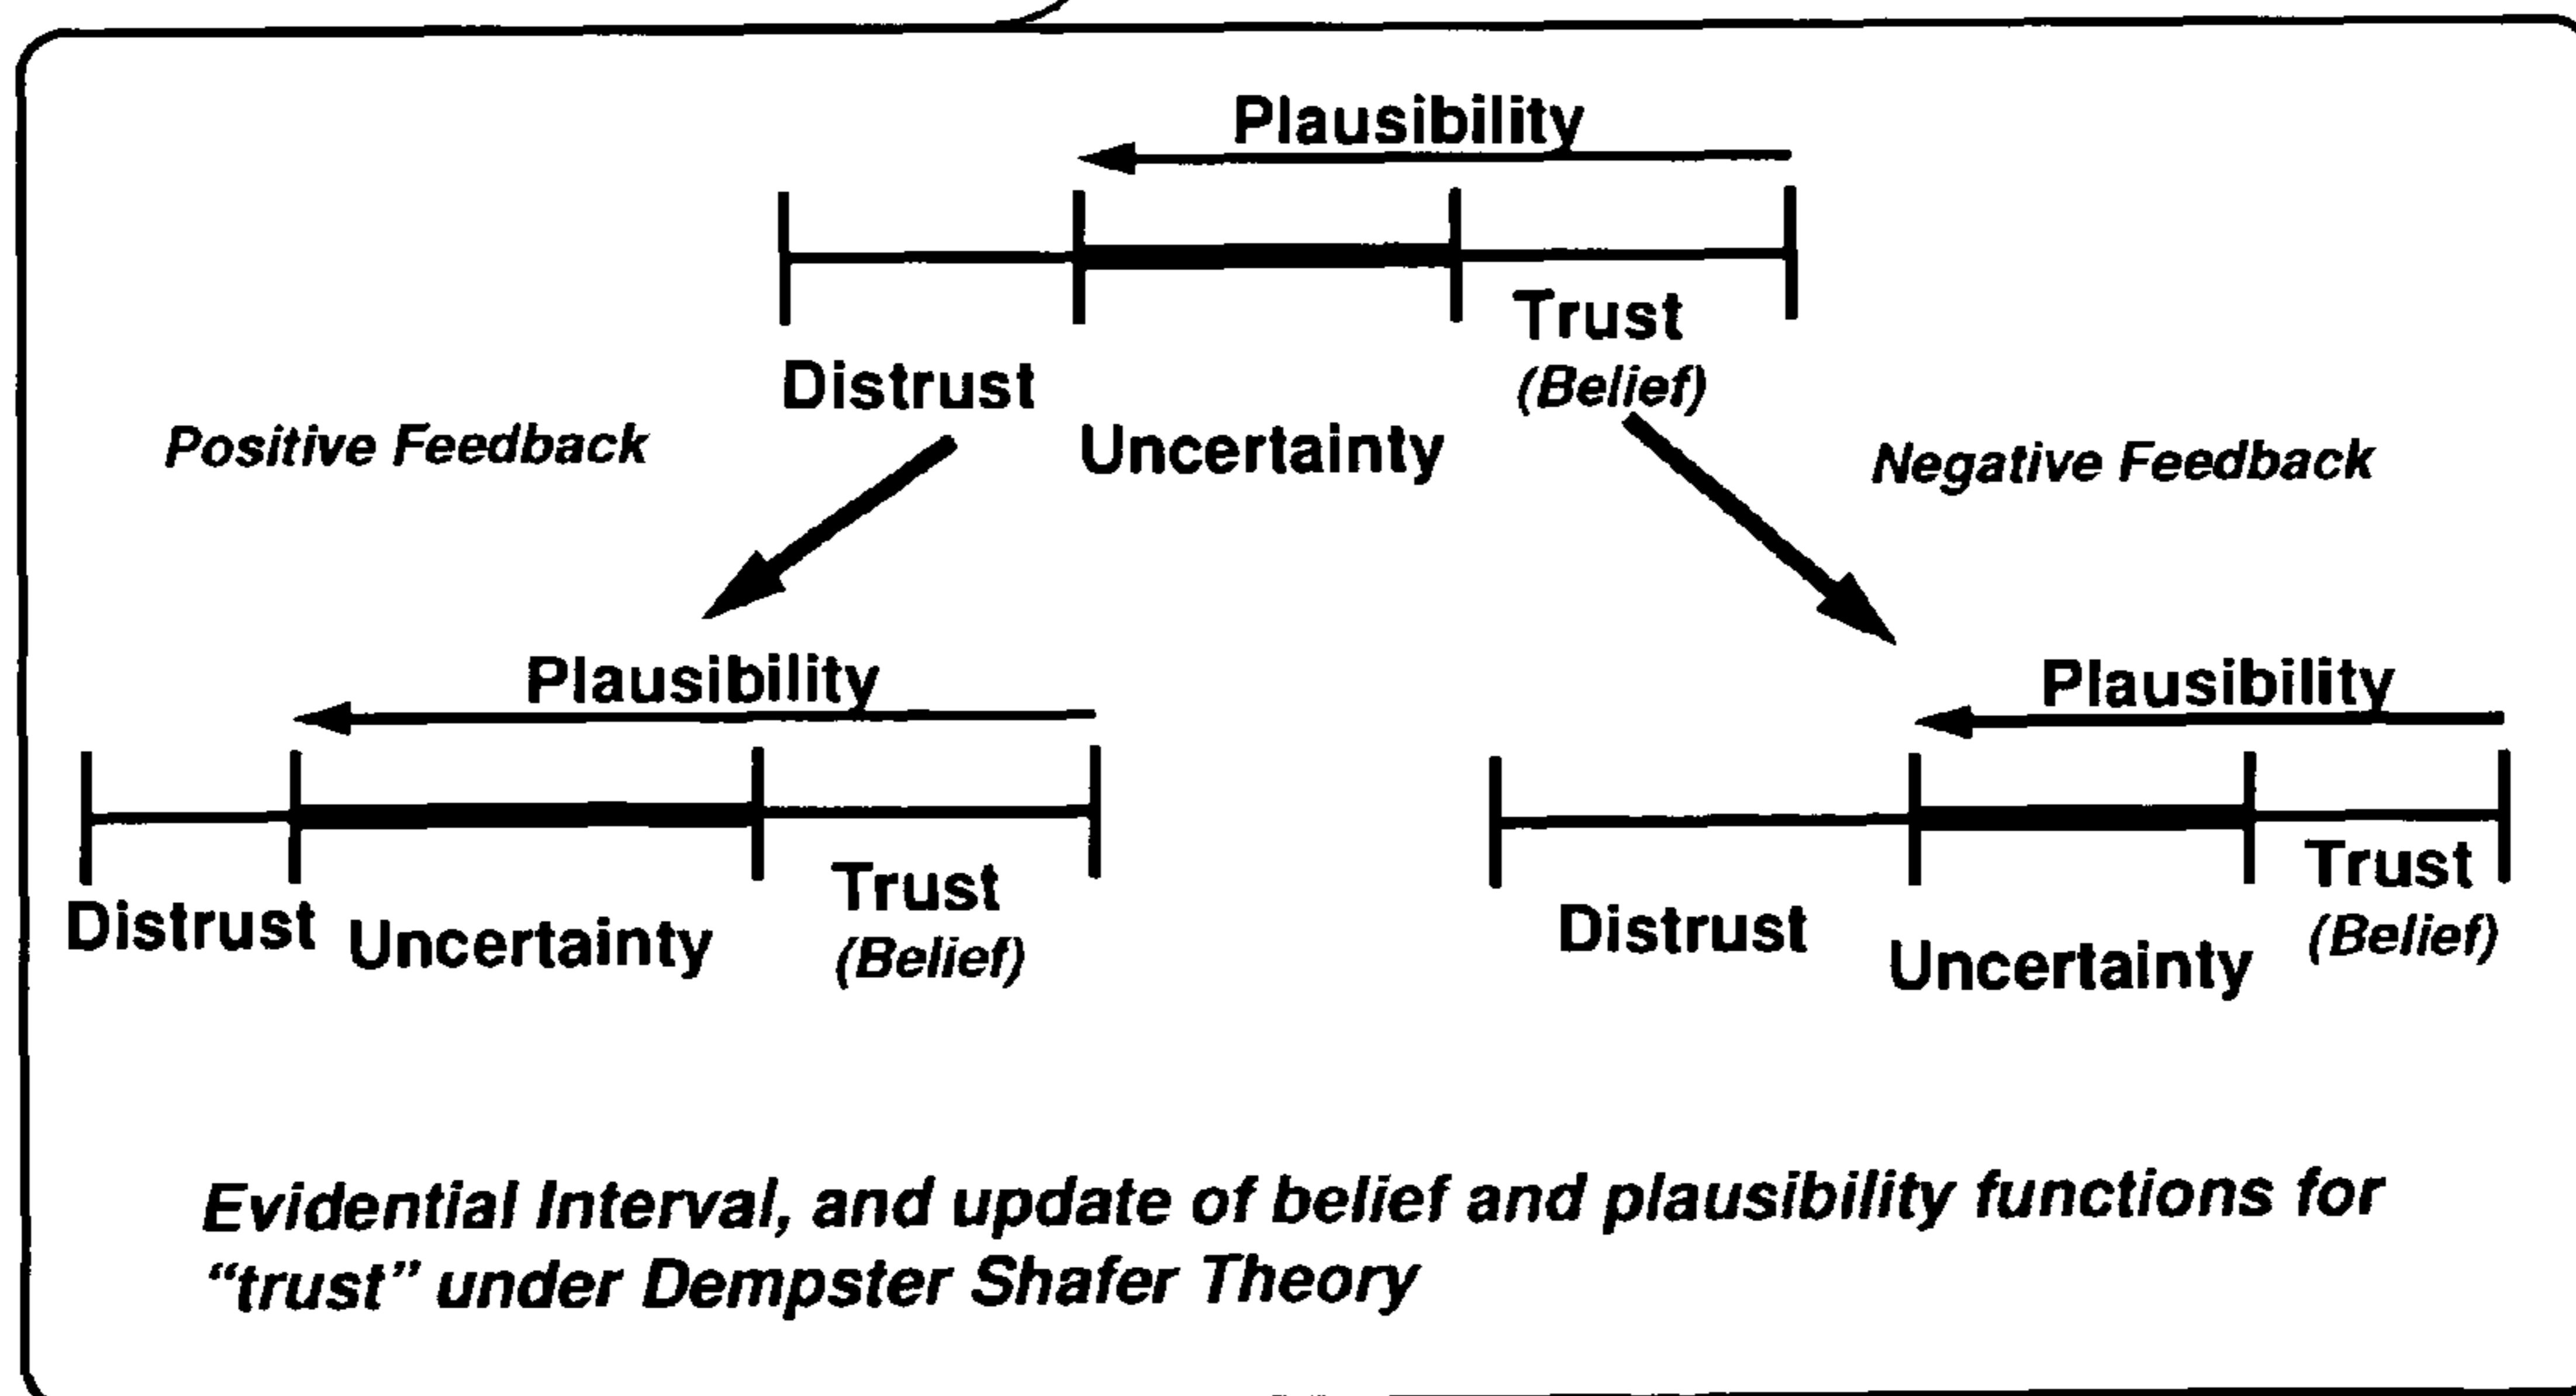 Plausibility
Trust
(Belief)
Distrust
Uncertainty
Positive Feedback
Negative Feedback
Plausibility
Distrust
Uncertainty
Trust
(Belief)
Plausibility
Distrust
Uncertainty
Trust
(Belief)
Evidential Interval, and update of belief and plausibility functions for
“trust” under Dempster Shafer Theory